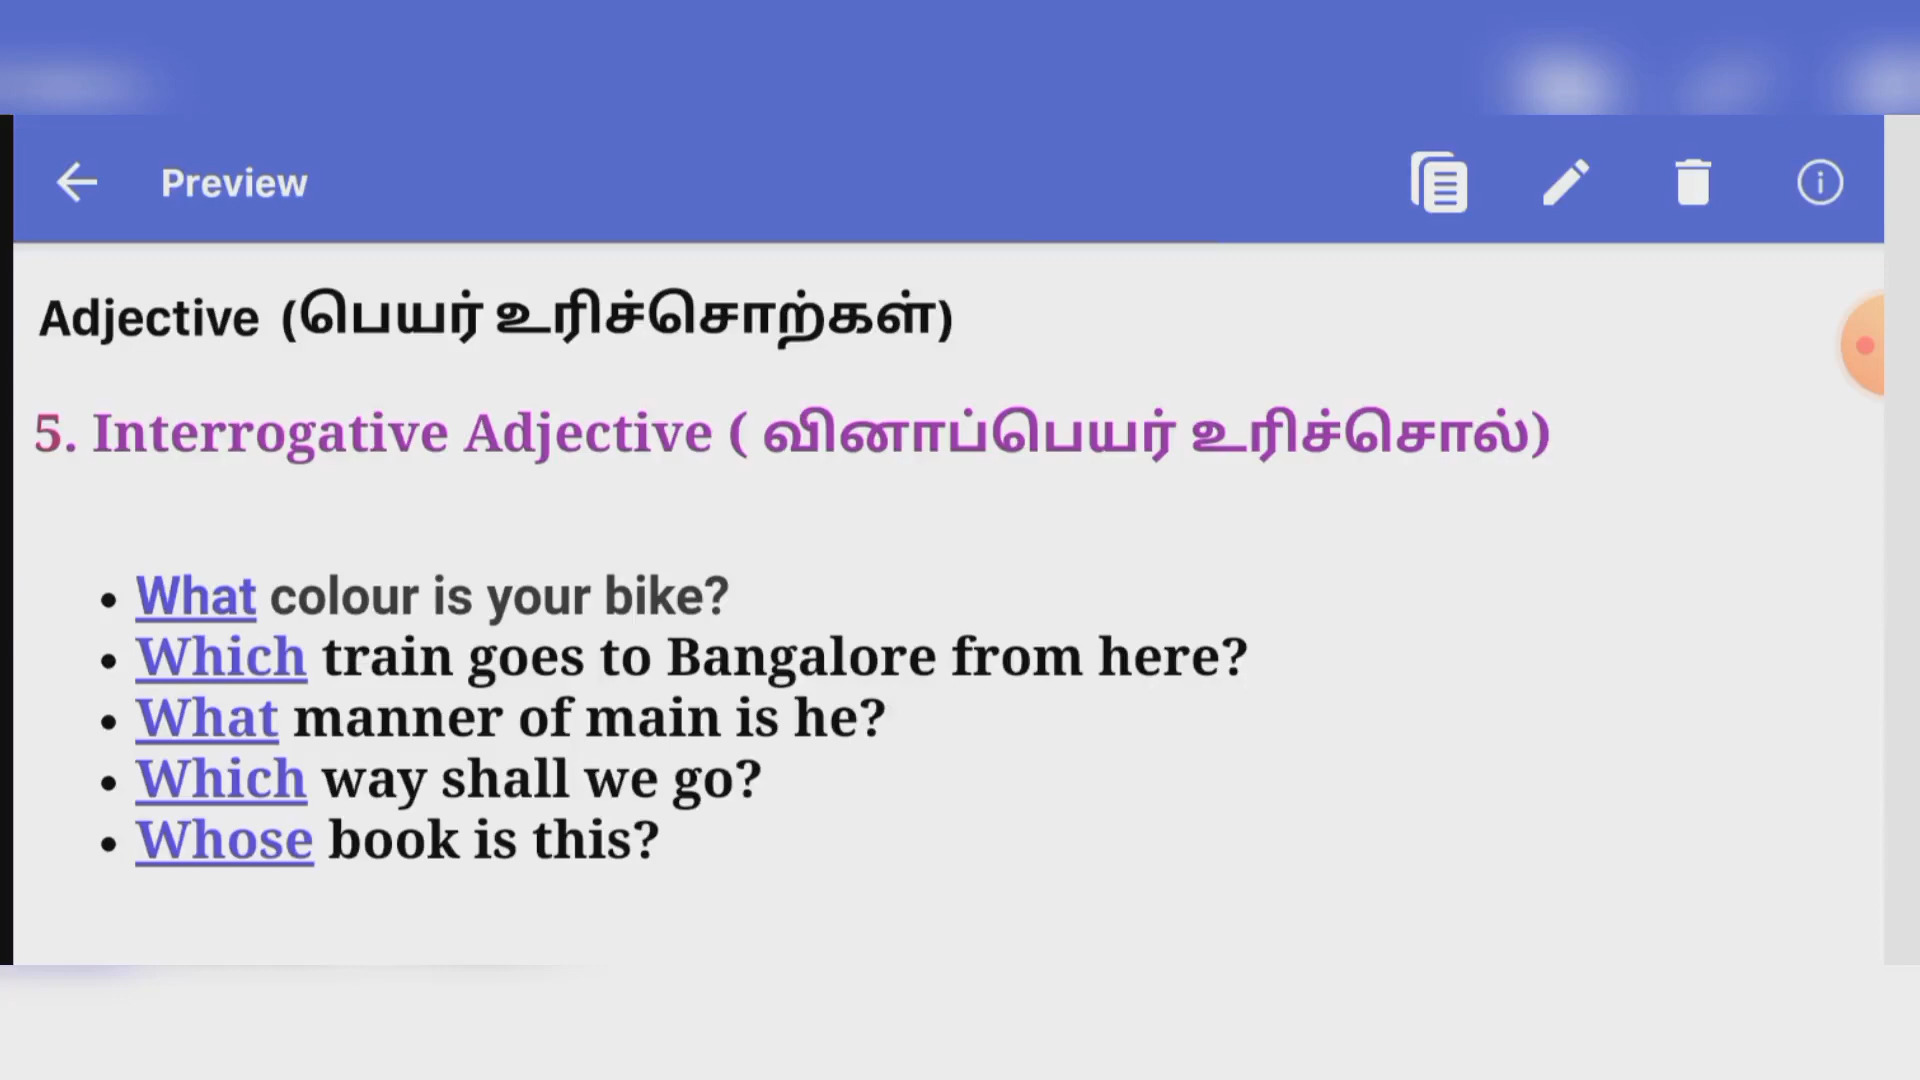 Preview
Adjective (பெயர் உரிச்சொற்கள்)
5. Interrogative Adjective ( வினாப்பெயர் உரிச்சொல்)
• What colour is your bike?
• Which train goes to Bangalore from here?
• What manner of main is he?
• Which way shall we go?
• Whose book is this?